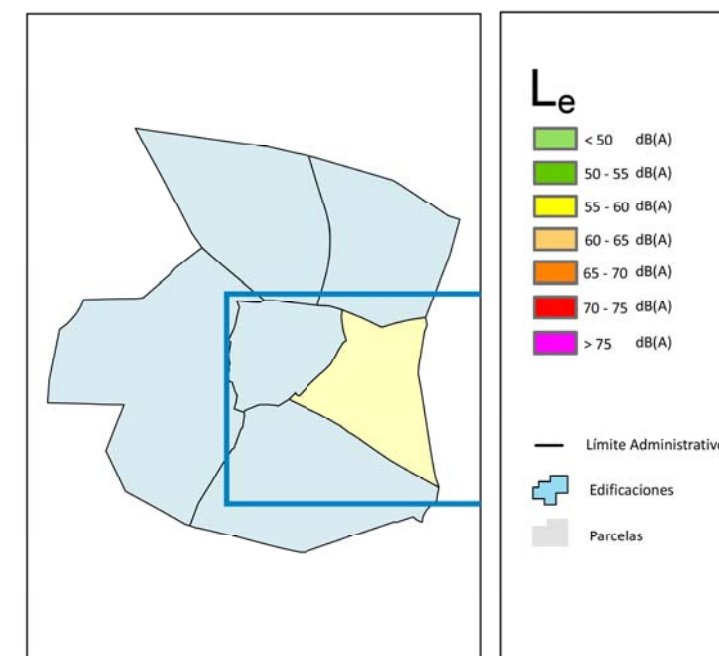 Le
< 50 dB(A)
50 - 55 dB(A)
55 - 60 dB(A)
60 - 65 dB(A)
65 - 70 dB(A)
70 - 75 dB(A)
> 75 dB(A)
Límite Administrativo
Edificaciones
Parcelas